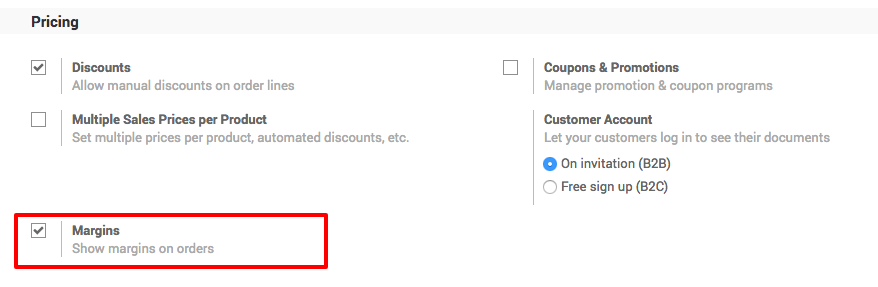 Pricing
Discounts
Allow manual discounts on order lines
Coupons & Promotions
Manage promotion & coupon programs
Multiple Sales Prices per Product
Set multiple prices per product, automated discounts, etc.
Customer Account
Let your customers log in to see their documents
On invitation (B2B)
Free sign up (B2C)
Margins
Show margins on orders